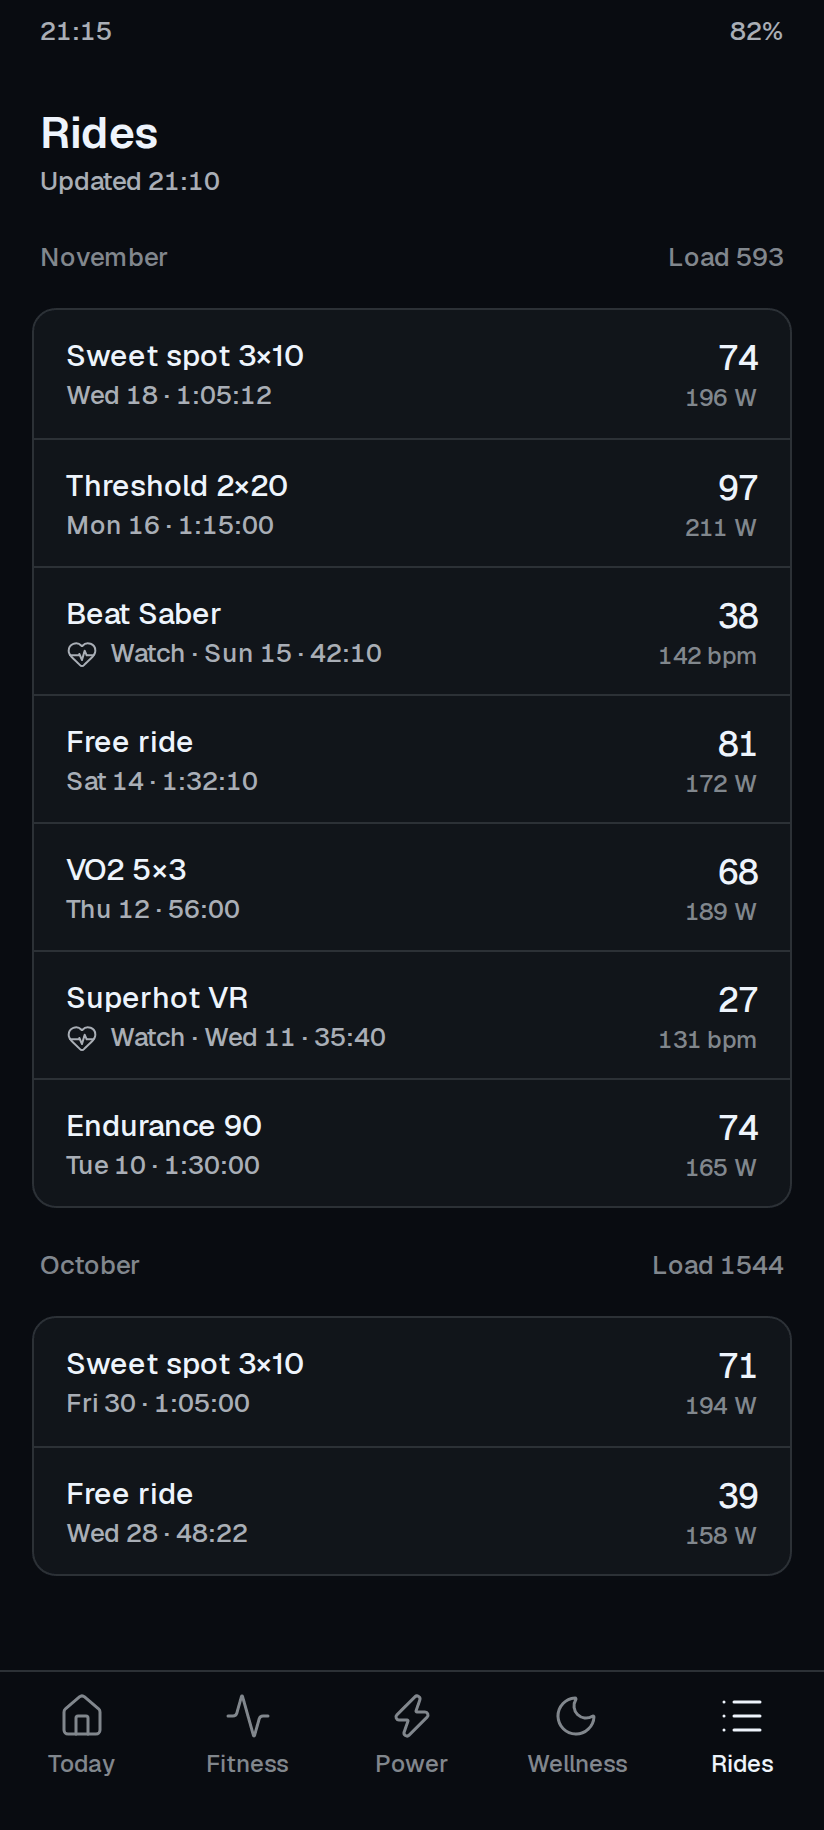 21:15 82%
Rides
Updated 21:10
November Load 593
Sweet spot 3×10 74
Wed 18 · 1:05:12 196 W
Threshold 2×20 97
Mon 16 · 1:15:00 211 W
Beat Saber 38
Watch · Sun 15 · 42:10 142 bpm
Free ride 81
Sat 14 · 1:32:10 172 W
VO2 5×3 68
Thu 12 · 56:00 189 W
Superhot VR 27
Watch · Wed 11 · 35:40 131 bpm
Endurance 90 74
Tue 10 · 1:30:00 165 W
October Load 1544
Sweet spot 3×10 71
Fri 30 · 1:05:00 194 W
Free ride 39
Wed 28 · 48:22 158 W
Today Fitness Power Wellness Rides